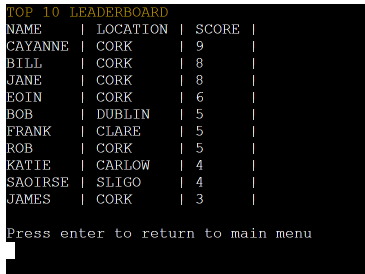 TOP 10 LEADERBOARD
NAME    | LOCATION | SCORE |
CAYANNE | CORK     | 9     |
BILL    | CORK     | 8     |
JANE    | CORK     | 8     |
EOIN    | CORK     | 6     |
BOB     | DUBLIN   | 5     |
FRANK   | CLARE    | 5     |
ROB     | CORK     | 5     |
KATIE   | CARLOW   | 4     |
SAOIRSE | SLIGO    | 4     |
JAMES   | CORK     | 3     |
Press enter to return to main menu